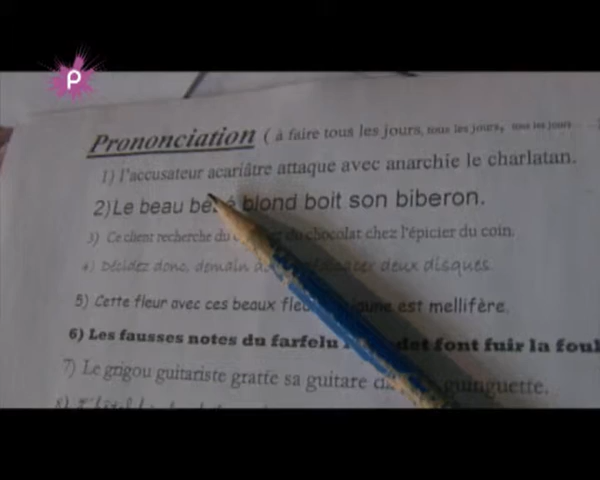 P
Prononciation ( à faire tous les jours, tous les jours, tous les jours
1) l'accusateur acariâtre attaque avec anarchie le charlatan.
2)Le beau bébé blond boit son biberon.
3) Ce client recherche du du chocolat chez l'épicier du coin.
4) Décidez donc, demain deux disques
5) Cette fleur avec ces beaux est mellifère.
6) Les fausses notes du farfelu font fuir la foul
7) Le grigou guitariste gratte sa guitare guinguette.
8)